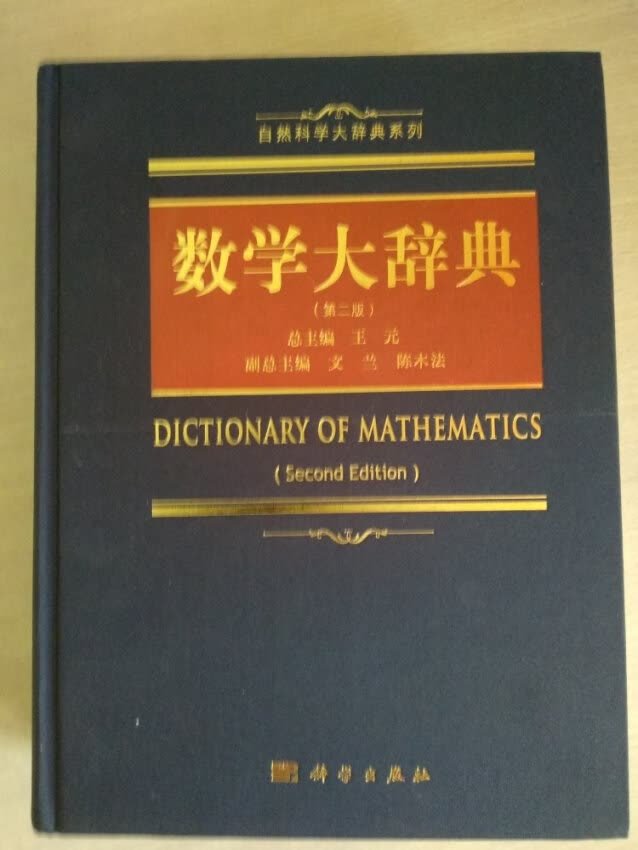 自然科学大辞典系列
数学大辞典
（第二版）
总主编 王 元
副总主编 文 兰 陈木法
DICTIONARY OF MATHEMATICS
( Second Edition )
科学出版社